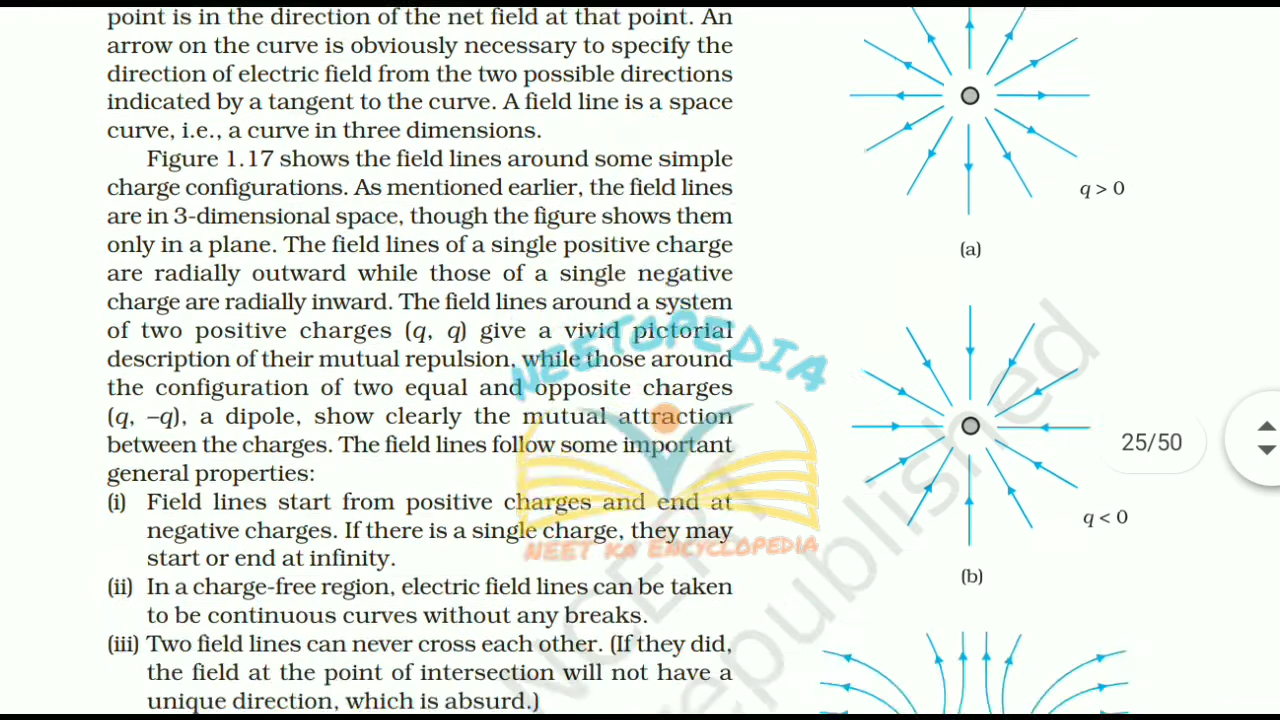 point is in the direction of the net field at that point. An
arrow on the curve is obviously necessary to specify the
direction of electric field from the two possible directions
indicated by a tangent to the curve. A field line is a space
curve, i.e., a curve in three dimensions.
Figure 1.17 shows the field lines around some simple
charge configurations. As mentioned earlier, the field lines
are in 3-dimensional space, though the figure shows them
only in a plane. The field lines of a single positive charge
are radially outward while those of a single negative
charge are radially inward. The field lines around a system
of two positive charges (q, q) give a vivid pictorial
description of their mutual repulsion, while those around
the configuration of two equal and opposite charges
(q, –q), a dipole, show clearly the mutual attraction
between the charges. The field lines follow some important
general properties:
(i) Field lines start from positive charges and end at
negative charges. If there is a single charge, they may
start or end at infinity.
(ii) In a charge-free region, electric field lines can be taken
to be continuous curves without any breaks.
(iii) Two field lines can never cross each other. (If they did,
the field at the point of intersection will not have a
unique direction, which is absurd.)
q > 0
(a)
q < 0
(b)
25/50
NEETOPEDIA
NEET KA ENCYCLOPEDIA
NCERT
republished